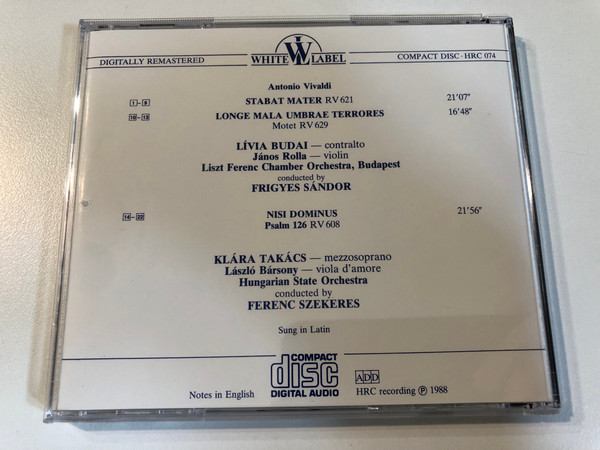 DIGITALLY REMASTERED WHITE WL LABEL COMPACT DISC · HRC 074
Antonio Vivaldi
1-9 STABAT MATER RV 621 21'07"
10-13 LONGE MALA UMBRAE TERRORES 16'48"
Motet RV 629
LÍVIA BUDAI — contralto
János Rolla — violin
Liszt Ferenc Chamber Orchestra, Budapest
conducted by
FRIGYES SÁNDOR
14-22 NISI DOMINUS 21'56"
Psalm 126 RV 608
KLÁRA TAKÁCS — mezzosoprano
László Bársony — viola d'amore
Hungarian State Orchestra
conducted by
FERENC SZEKERES
Sung in Latin
COMPACT
disc
DIGITAL AUDIO
ADD
Notes in English HRC recording Ⓟ 1988